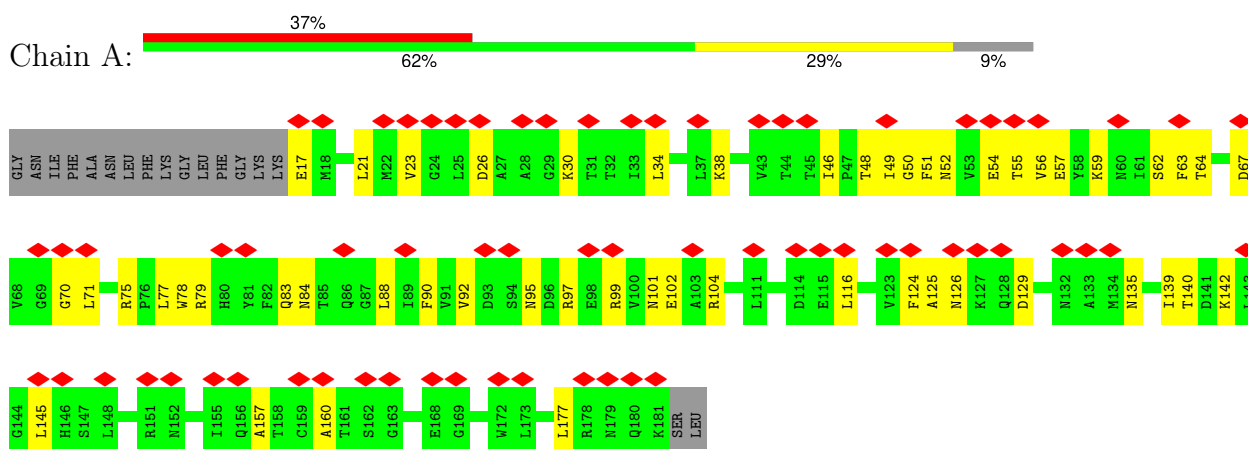 37%
Chain A:
62% 29% 9%
GLY ASN ILE PHE ALA ASN LEU PHE LYS GLY LEU PHE GLY LYS LYS E17 M18 L21 M22 V23 G24 L25 D26 A27 A28 G29 K30 T31 T32 I33 L34 L37 K38 V43 T44 T45 I46 P47 T48 I49 G50 F51 N52 V53 E54 T55 V56 E57 Y58 K59 N60 I61 S62 F63 T64 D67
V68 G69 G70 L71 R75 P76 L77 W78 R79 H80 Y81 F82 Q83 N84 T85 Q86 G87 L88 I89 F90 V91 V92 D93 S94 N95 D96 R97 E98 R99 V100 N101 E102 A103 R104 L111 D114 E115 L116 V123 F124 A125 N126 K127 Q128 D129 N132 A133 M134 N135 I139 T140 D141 K142
G144 L145 H146 S147 L148 R151 N152 I155 Q156 A157 T158 C159 A160 T161 S162 G163 E168 G169 W172 L173 L177 R178 N179 Q180 K181 SER LEU